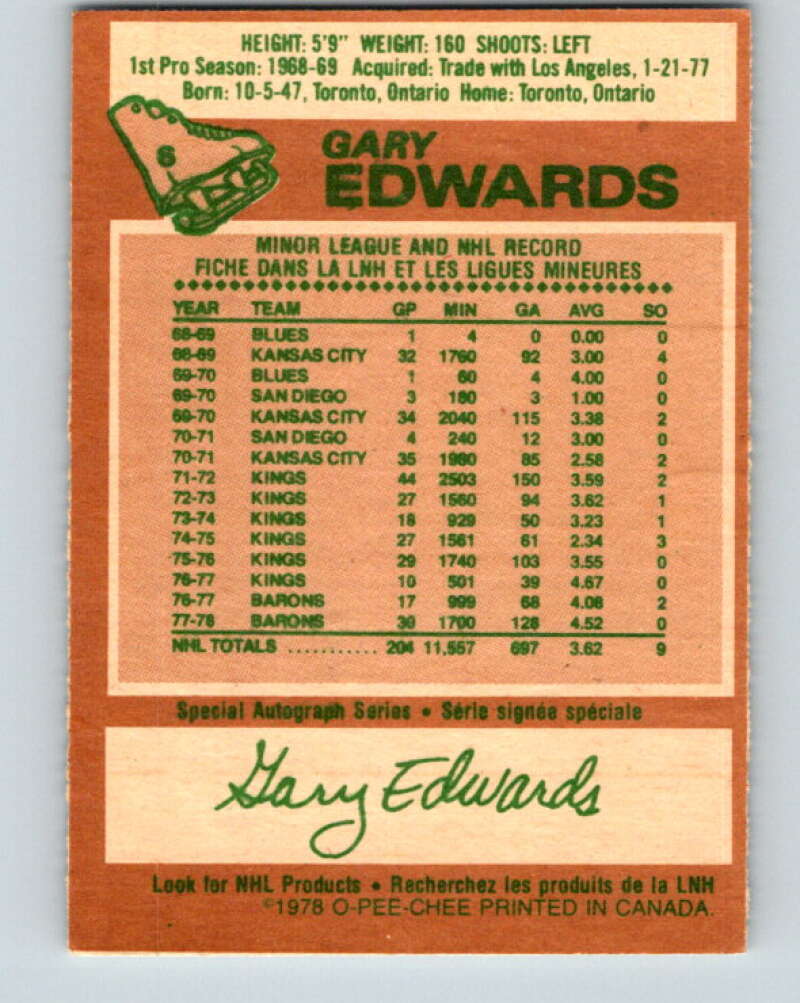 HEIGHT: 5'9" WEIGHT: 160 SHOOTS: LEFT
1st Pro Season: 1968-69 Acquired: Trade with Los Angeles, 1-21-77
Born: 10-5-47, Toronto, Ontario Home: Toronto, Ontario
6
GARY
EDWARDS
MINOR LEAGUE AND NHL RECORD
FICHE DANS LA LNH ET LES LIGUES MINEURES
YEAR TEAM GP MIN GA AVG SO
68-69 BLUES 1 4 0 0.00 0
68-69 KANSAS CITY 32 1760 92 3.00 4
69-70 BLUES 1 60 4 4.00 0
69-70 SAN DIEGO 3 180 3 1.00 0
69-70 KANSAS CITY 34 2040 115 3.38 2
70-71 SAN DIEGO 4 240 12 3.00 0
70-71 KANSAS CITY 35 1980 85 2.58 2
71-72 KINGS 44 2503 150 3.59 2
72-73 KINGS 27 1560 94 3.62 1
73-74 KINGS 18 929 50 3.23 1
74-75 KINGS 27 1561 61 2.34 3
75-76 KINGS 29 1740 103 3.55 0
76-77 KINGS 10 501 39 4.67 0
76-77 BARONS 17 999 68 4.08 2
77-78 BARONS 30 1700 128 4.52 0
NHL TOTALS ........... 204 11,557 697 3.62 9
Special Autograph Series • Série signée spéciale
Gary Edwards
Look for NHL Products • Recherchez les produits de la LNH
©1978 O-PEE-CHEE PRINTED IN CANADA.